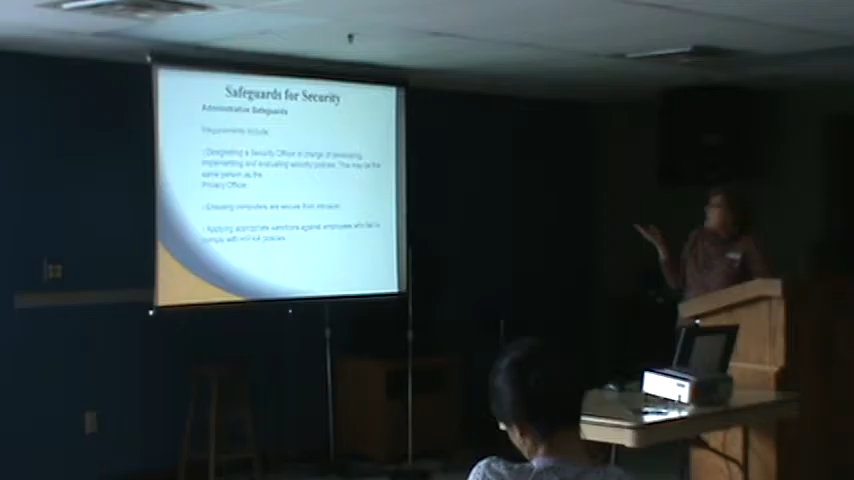 Safeguards for Security
Administrative Safeguards
Requirements include:
Designating a Security Officer in charge of developing,
implementing and evaluating security policies. This may be the
same person as the
Privacy Officer.
Ensuring computers are secure from intrusion.
Applying appropriate sanctions against employees who fail to
comply with HIPAA policies.